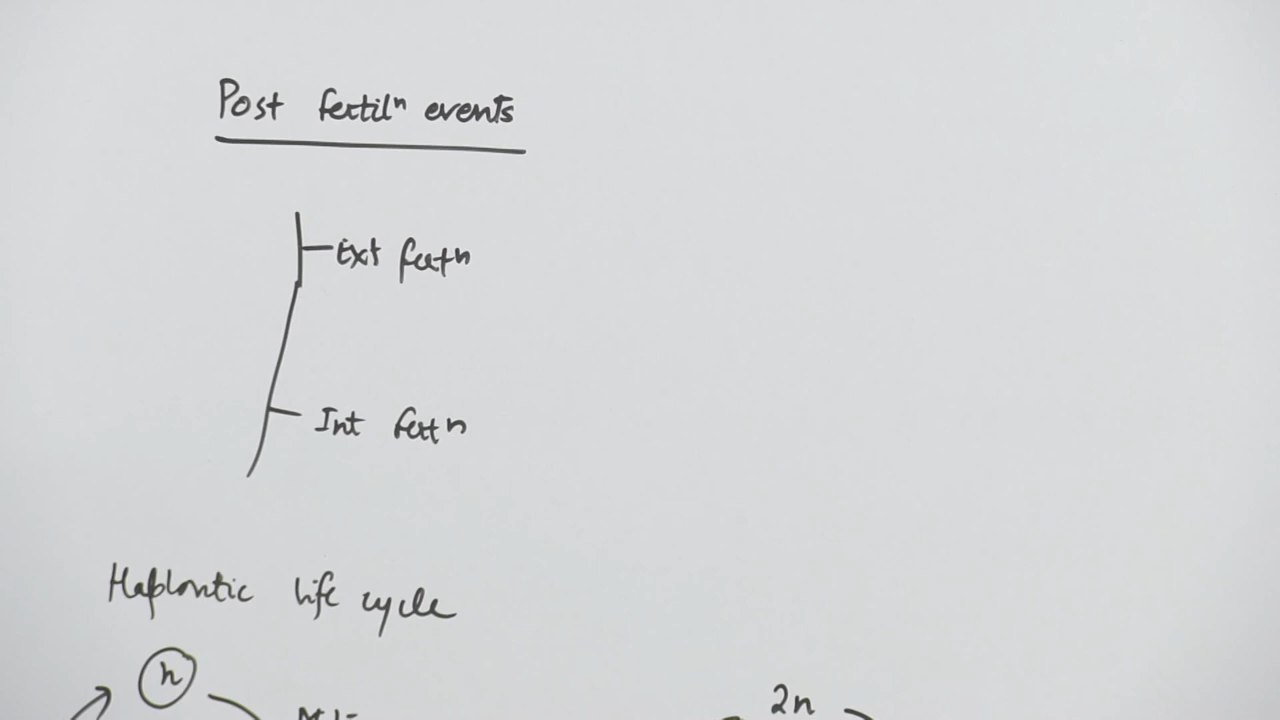 Post fertilⁿ events
Ext fertⁿ
Int fertⁿ
Haplontic life cycle
n
2n